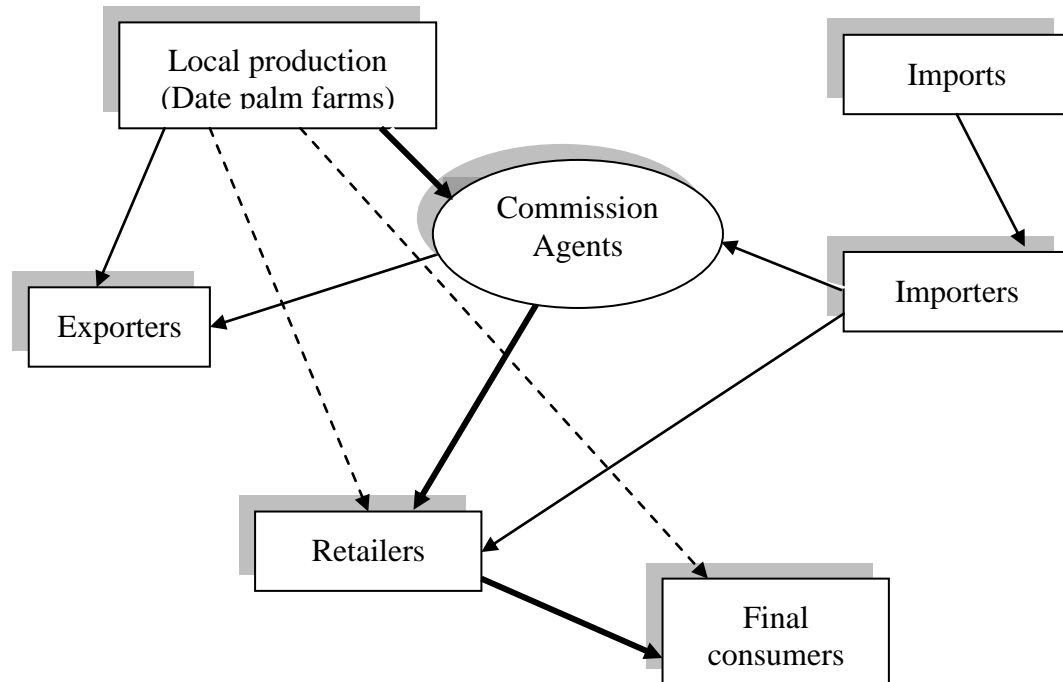 Local production
(Date palm farms)
Imports
Commission
Agents
Importers
Exporters
Retailers
Final
consumers